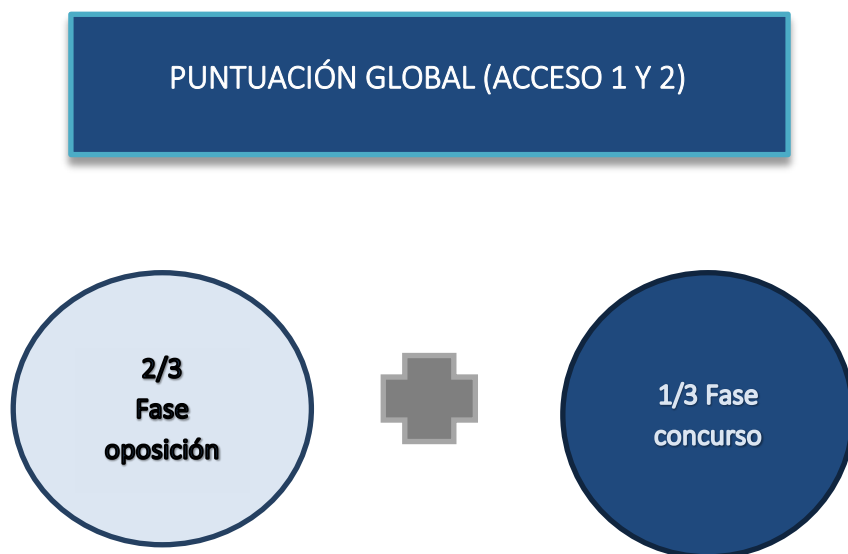 PUNTUACIÓN GLOBAL (ACCESO 1 Y 2)
2/3
Fase
oposición
1/3 Fase
concurso